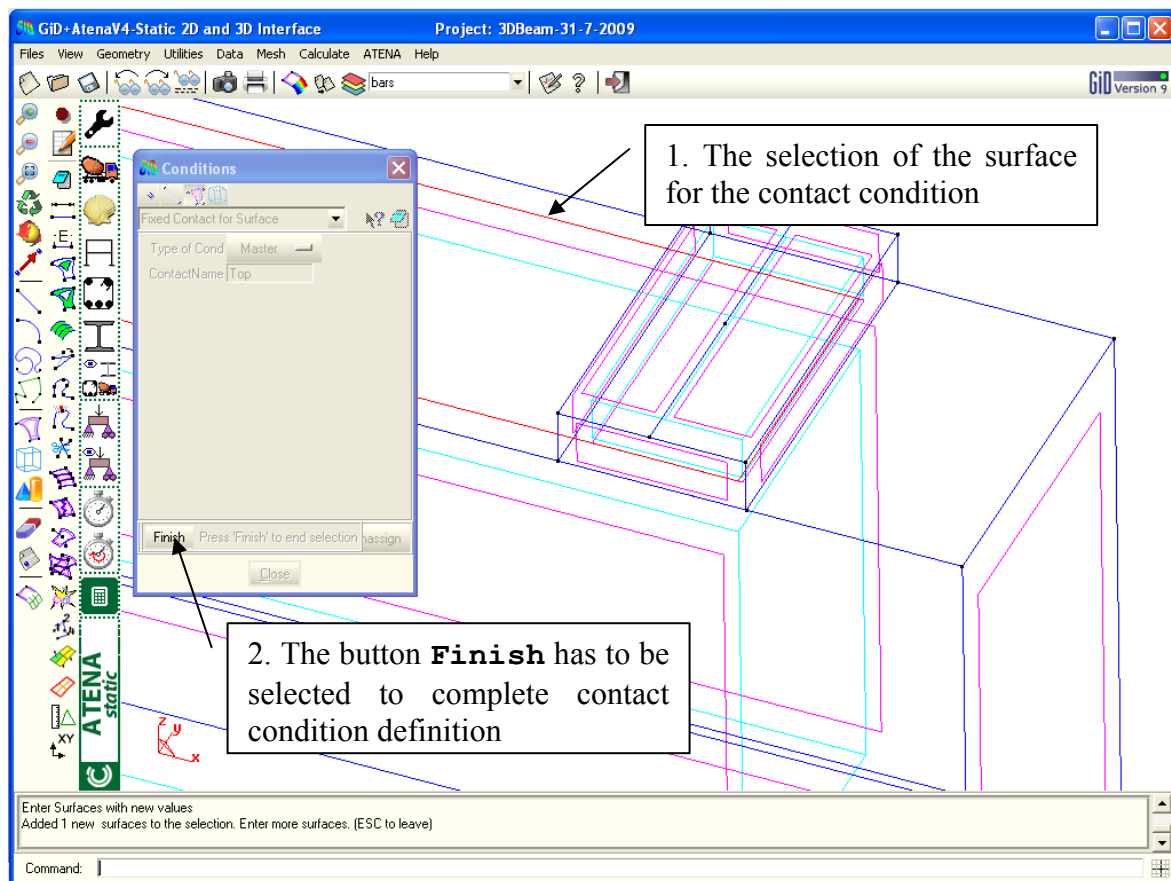 GiD+AtenaV4-Static 2D and 3D Interface Project: 3DBeam-31-7-2009
Files View Geometry Utilities Data Mesh Calculate ATENA Help
bars
GiD Version 9
1. The selection of the surface
for the contact condition
Conditions
Fixed Contact for Surface
Type of Cond Master
ContactName Top
Finish Press 'Finish' to end selection nassign
Close
2. The button Finish has to be
selected to complete contact
condition definition
:E:
ATENA
static
XY
z y
x
Enter Surfaces with new values
Added 1 new surfaces to the selection. Enter more surfaces. (ESC to leave)
Command: